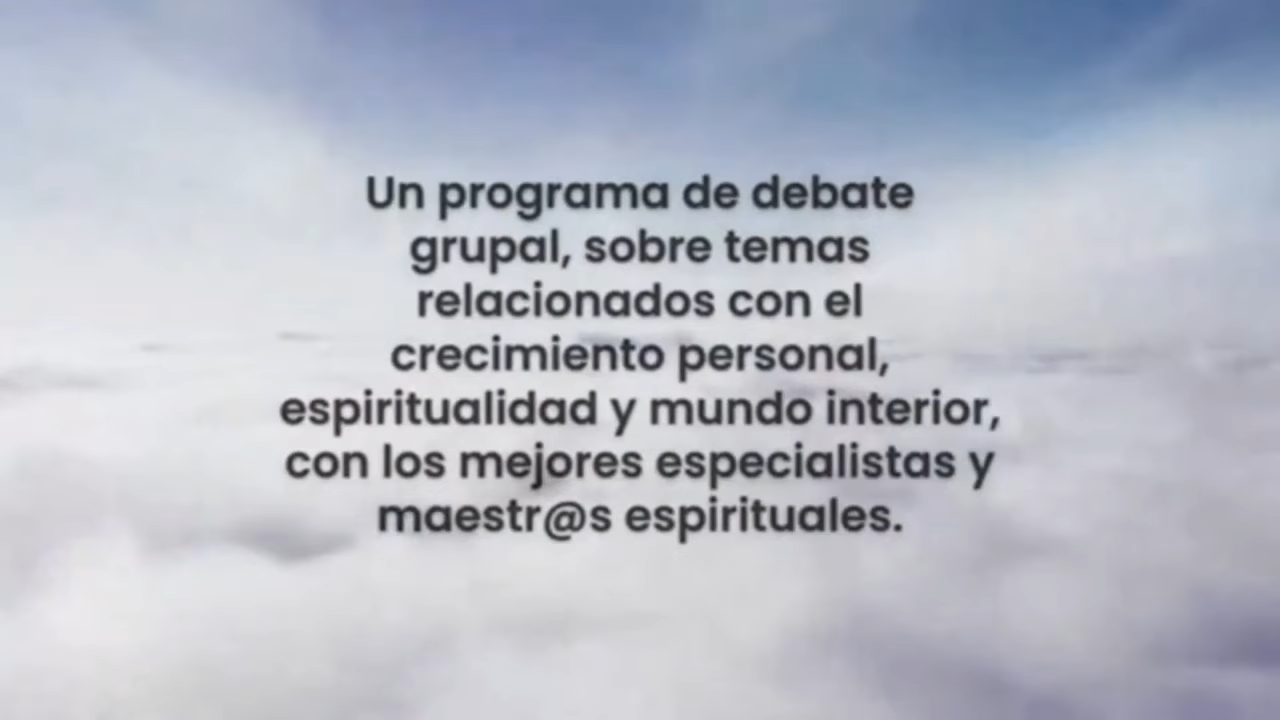 Un programa de debate
grupal, sobre temas
relacionados con el
crecimiento personal,
espiritualidad y mundo interior,
con los mejores especialistas y
maestr@s espirituales.